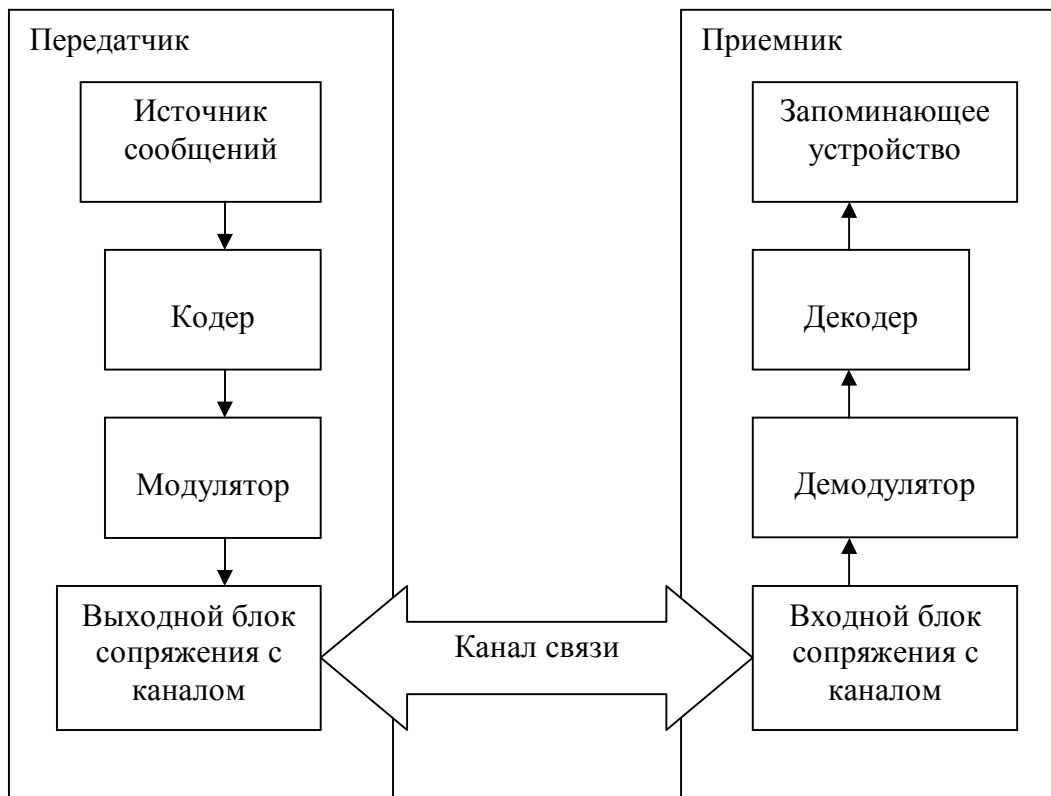 Передатчик
Источник
сообщений
Кодер
Модулятор
Выходной блок
сопряжения с
каналом
Канал связи
Приемник
Запоминающее
устройство
Декодер
Демодулятор
Входной блок
сопряжения с
каналом